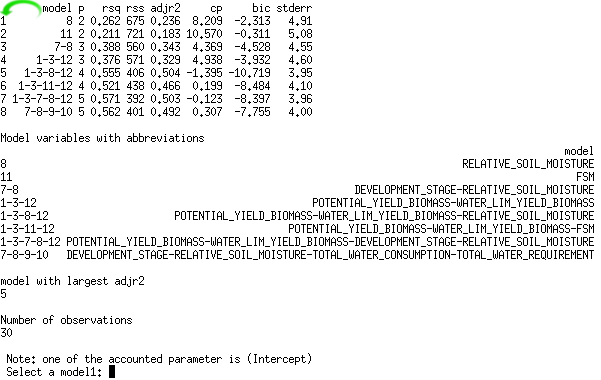 model p rsq rss adjr2 cp bic stderr
1 8 2 0.262 675 0.236 8.209 -2.313 4.91
2 11 2 0.211 721 0.183 10.570 -0.311 5.08
3 7-8 3 0.388 560 0.343 4.369 -4.528 4.55
4 1-3-12 3 0.376 571 0.329 4.938 -3.932 4.60
5 1-3-8-12 4 0.555 406 0.504 -1.395 -10.719 3.95
6 1-3-11-12 4 0.521 438 0.466 0.199 -8.484 4.10
7 1-3-7-8-12 5 0.571 392 0.503 -0.123 -8.397 3.96
8 7-8-9-10 5 0.562 401 0.492 0.307 -7.755 4.00
Model variables with abbreviations
model
8 RELATIVE_SOIL_MOISTURE
11 FSM
7-8 DEVELOPMENT_STAGE-RELATIVE_SOIL_MOISTURE
1-3-12 POTENTIAL_YIELD_BIOMASS-WATER_LIM_YIELD_BIOMASS
1-3-8-12 POTENTIAL_YIELD_BIOMASS-WATER_LIM_YIELD_BIOMASS-RELATIVE_SOIL_MOISTURE
1-3-11-12 POTENTIAL_YIELD_BIOMASS-WATER_LIM_YIELD_BIOMASS-FSM
1-3-7-8-12 POTENTIAL_YIELD_BIOMASS-WATER_LIM_YIELD_BIOMASS-DEVELOPMENT_STAGE-RELATIVE_SOIL_MOISTURE
7-8-9-10 DEVELOPMENT_STAGE-RELATIVE_SOIL_MOISTURE-TOTAL_WATER_CONSUMPTION-TOTAL_WATER_REQUIREMENT
model with largest adjr2
5
Number of observations
30
Note: one of the accounted parameter is (Intercept)
Select a model1: